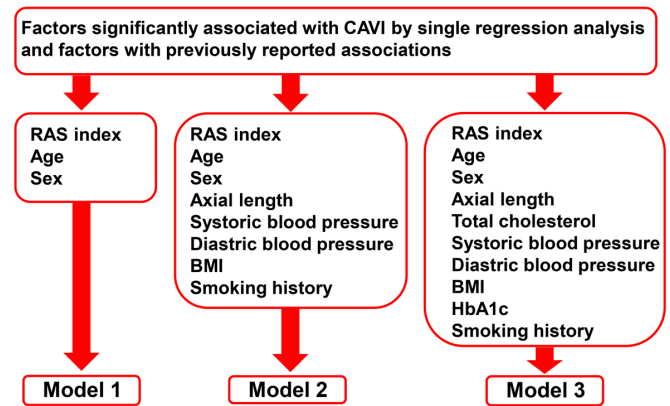 Factors significantly associated with CAVI by single regression analysis
and factors with previously reported associations
RAS index
Age
Sex
RAS index
Age
Sex
Axial length
Systoric blood pressure
Diastric blood pressure
BMI
Smoking history
RAS index
Age
Sex
Axial length
Total cholesterol
Systoric blood pressure
Diastric blood pressure
BMI
HbA1c
Smoking history
Model 1
Model 2
Model 3